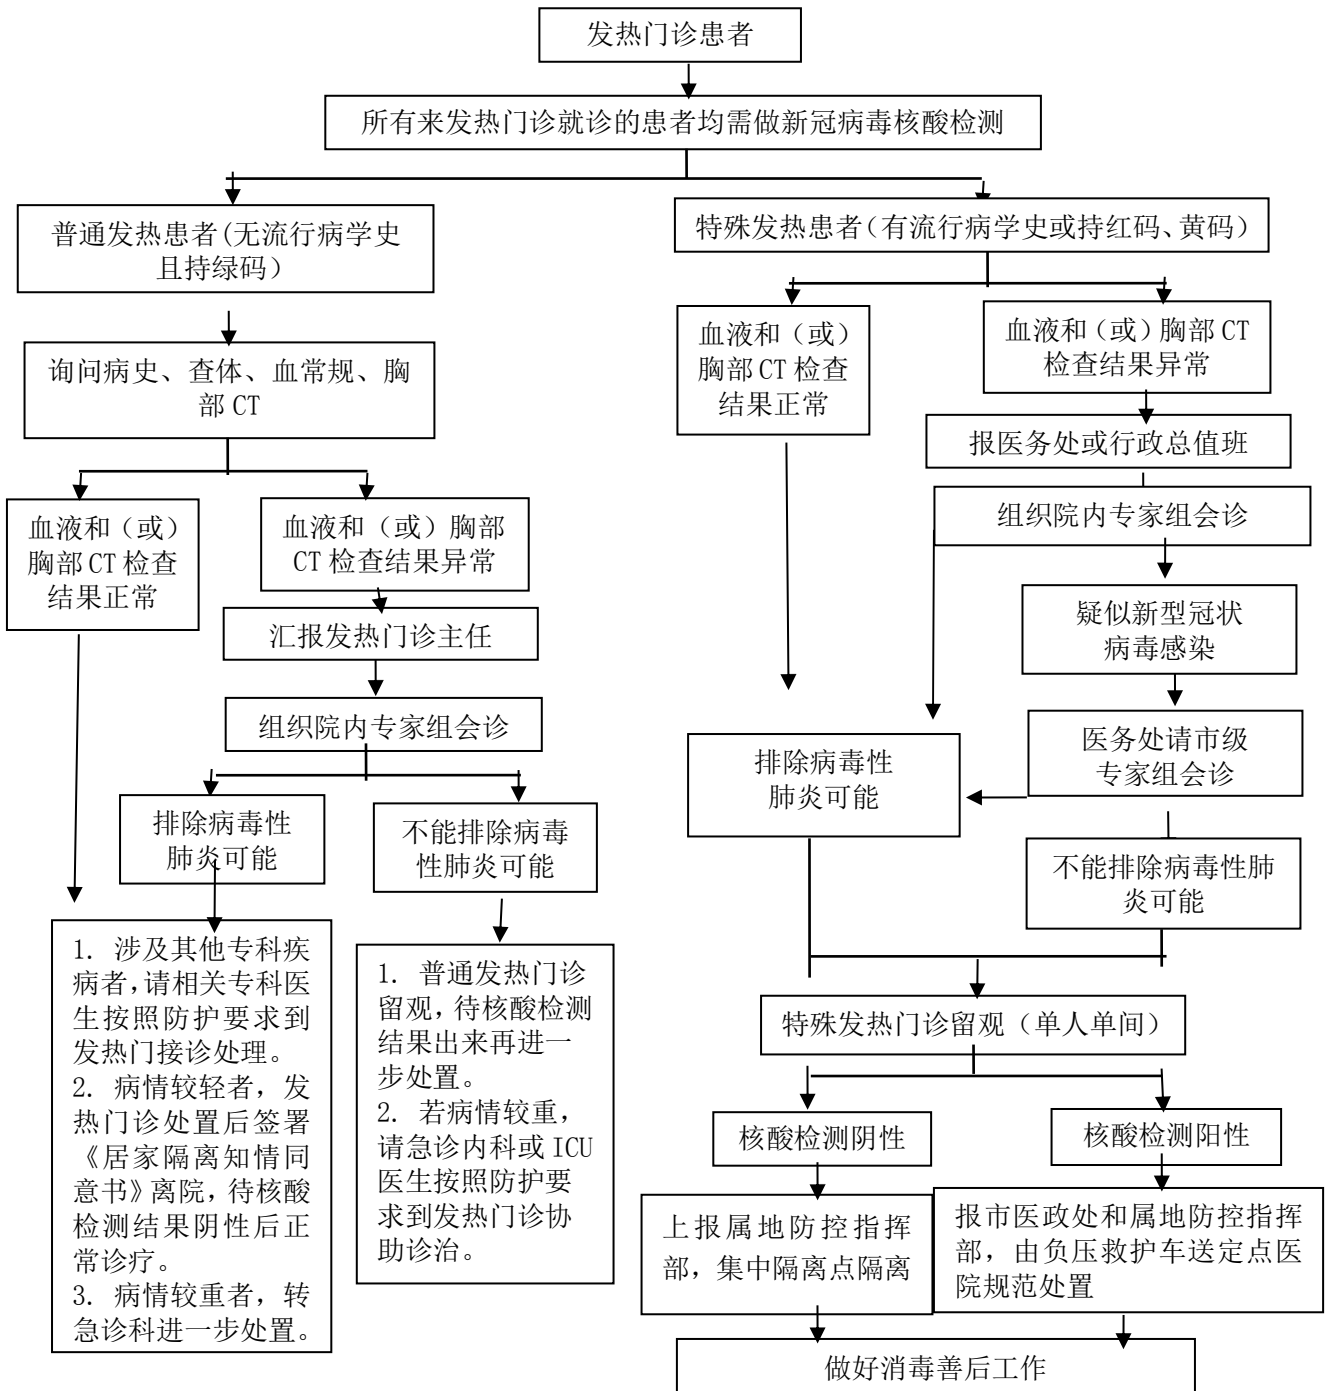 发热门诊患者
所有来发热门诊就诊的患者均需做新冠病毒核酸检测
普通发热患者(无流行病学史
且持绿码）
特殊发热患者（有流行病学史或持红码、黄码）
询问病史、查体、血常规、胸
部 CT
血液和（或）
胸部 CT 检查
结果正常
血液和（或）胸部 CT
检查结果异常
报医务处或行政总值班
组织院内专家组会诊
血液和（或）
胸部 CT 检查
结果正常
血液和（或）胸部
CT 检查结果异常
汇报发热门诊主任
组织院内专家组会诊
疑似新型冠状
病毒感染
医务处请市级
专家组会诊
排除病毒性
肺炎可能
不能排除病毒性肺
炎可能
排除病毒性
肺炎可能
不能排除病毒
性肺炎可能
1. 涉及其他专科疾
病者,请相关专科医
生按照防护要求到
发热门接诊处理。
2. 病情较轻者，发
热门诊处置后签署
《居家隔离知情同
意书》离院，待核酸
检测结果阴性后正
常诊疗。
3. 病情较重者，转
急诊科进一步处置。
1. 普通发热门诊
留观，待核酸检测
结果出来再进一
步处置。
2. 若病情较重，
请急诊内科或 ICU
医生按照防护要
求到发热门诊协
助诊治。
特殊发热门诊留观（单人单间）
核酸检测阴性
核酸检测阳性
上报属地防控指挥
部，集中隔离点隔离
报市医政处和属地防控指挥
部，由负压救护车送定点医
院规范处置
做好消毒善后工作